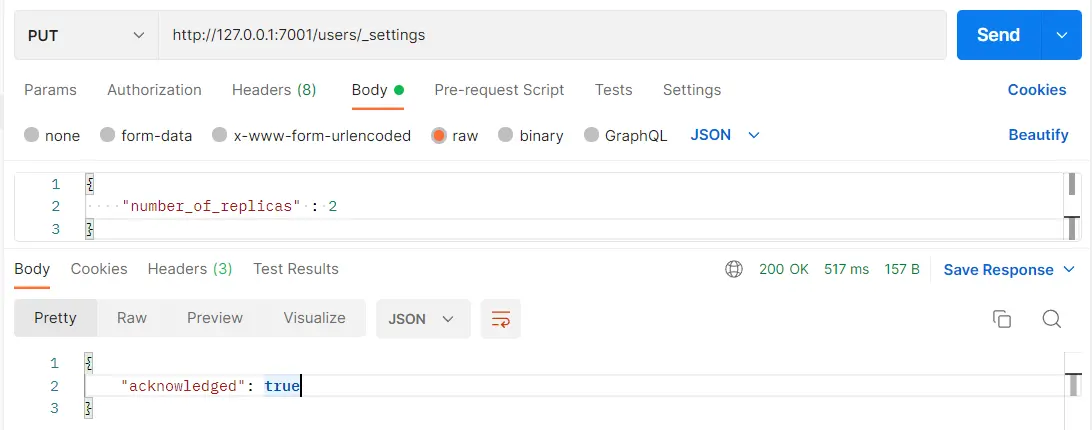 PUT http://127.0.0.1:7001/users/_settings Send
Params Authorization Headers (8) Body Pre-request Script Tests Settings Cookies
none form-data x-www-form-urlencoded raw binary GraphQL JSON Beautify
1 {
2 "number_of_replicas" : 2
3 }
Body Cookies Headers (3) Test Results 200 OK 517 ms 157 B Save Response
Pretty Raw Preview Visualize JSON
1 {
2 "acknowledged": true
3 }